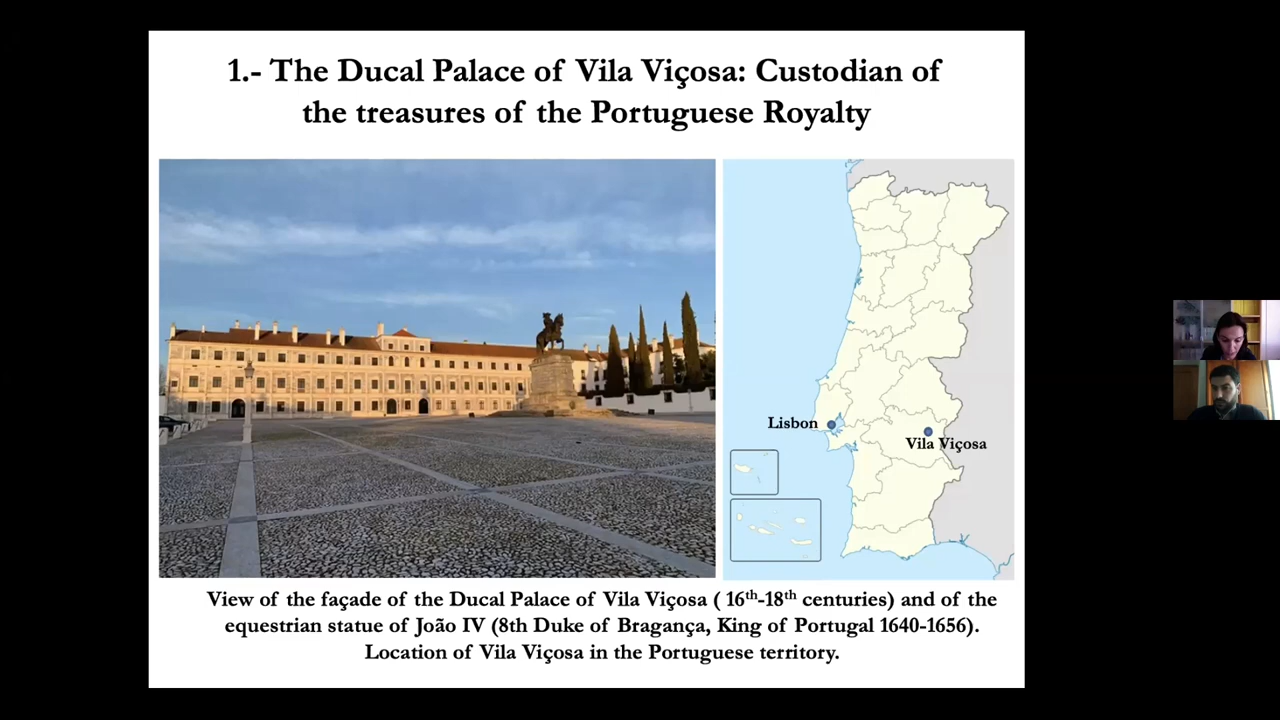 1.- The Ducal Palace of Vila Viçosa: Custodian of
the treasures of the Portuguese Royalty
Lisbon
Vila Viçosa
View of the façade of the Ducal Palace of Vila Viçosa ( 16th-18th centuries) and of the
equestrian statue of João IV (8th Duke of Bragança, King of Portugal 1640-1656).
Location of Vila Viçosa in the Portuguese territory.